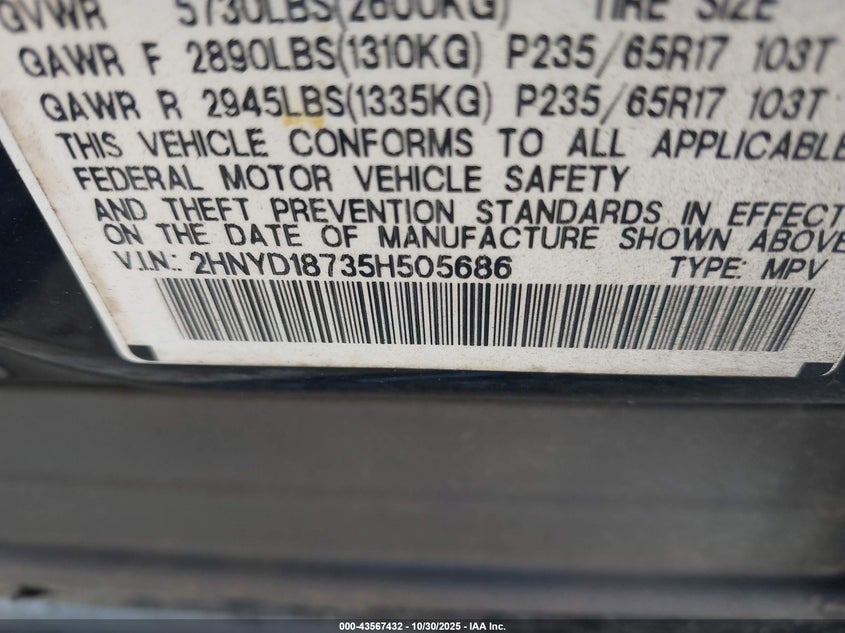 GVWR 5730LBS(2600KG) TIRE SIZE
GAWR F 2890LBS(1310KG) P235/65R17 103T
GAWR R 2945LBS(1335KG) P235/65R17 103T
THIS VEHICLE CONFORMS TO ALL APPLICABLE
FEDERAL MOTOR VEHICLE SAFETY
AND THEFT PREVENTION STANDARDS IN EFFECT
ON THE DATE OF MANUFACTURE SHOWN ABOVE
V.I.N.: 2HNYD18735H505686 TYPE: MPV
000-43567432 | 10/30/2025 – IAA Inc.